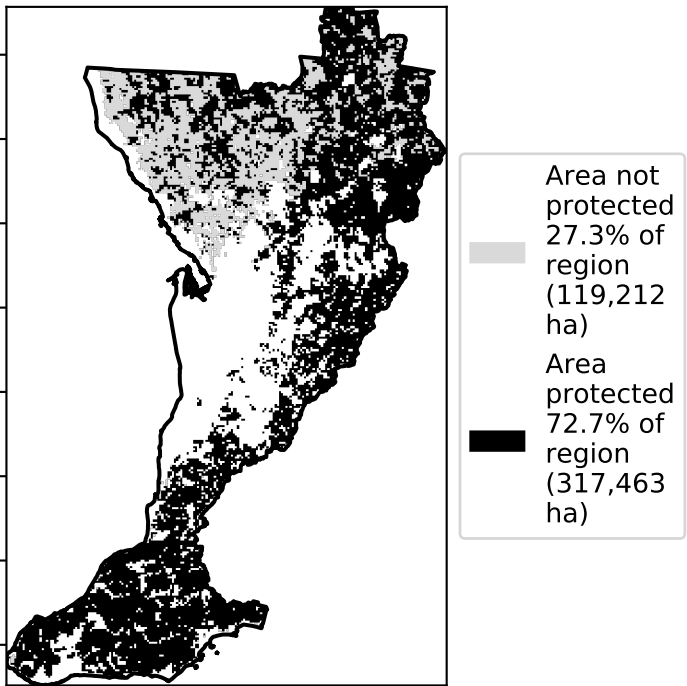 Area not
protected
27.3% of
region
(119,212
ha)
Area
protected
72.7% of
region
(317,463
ha)